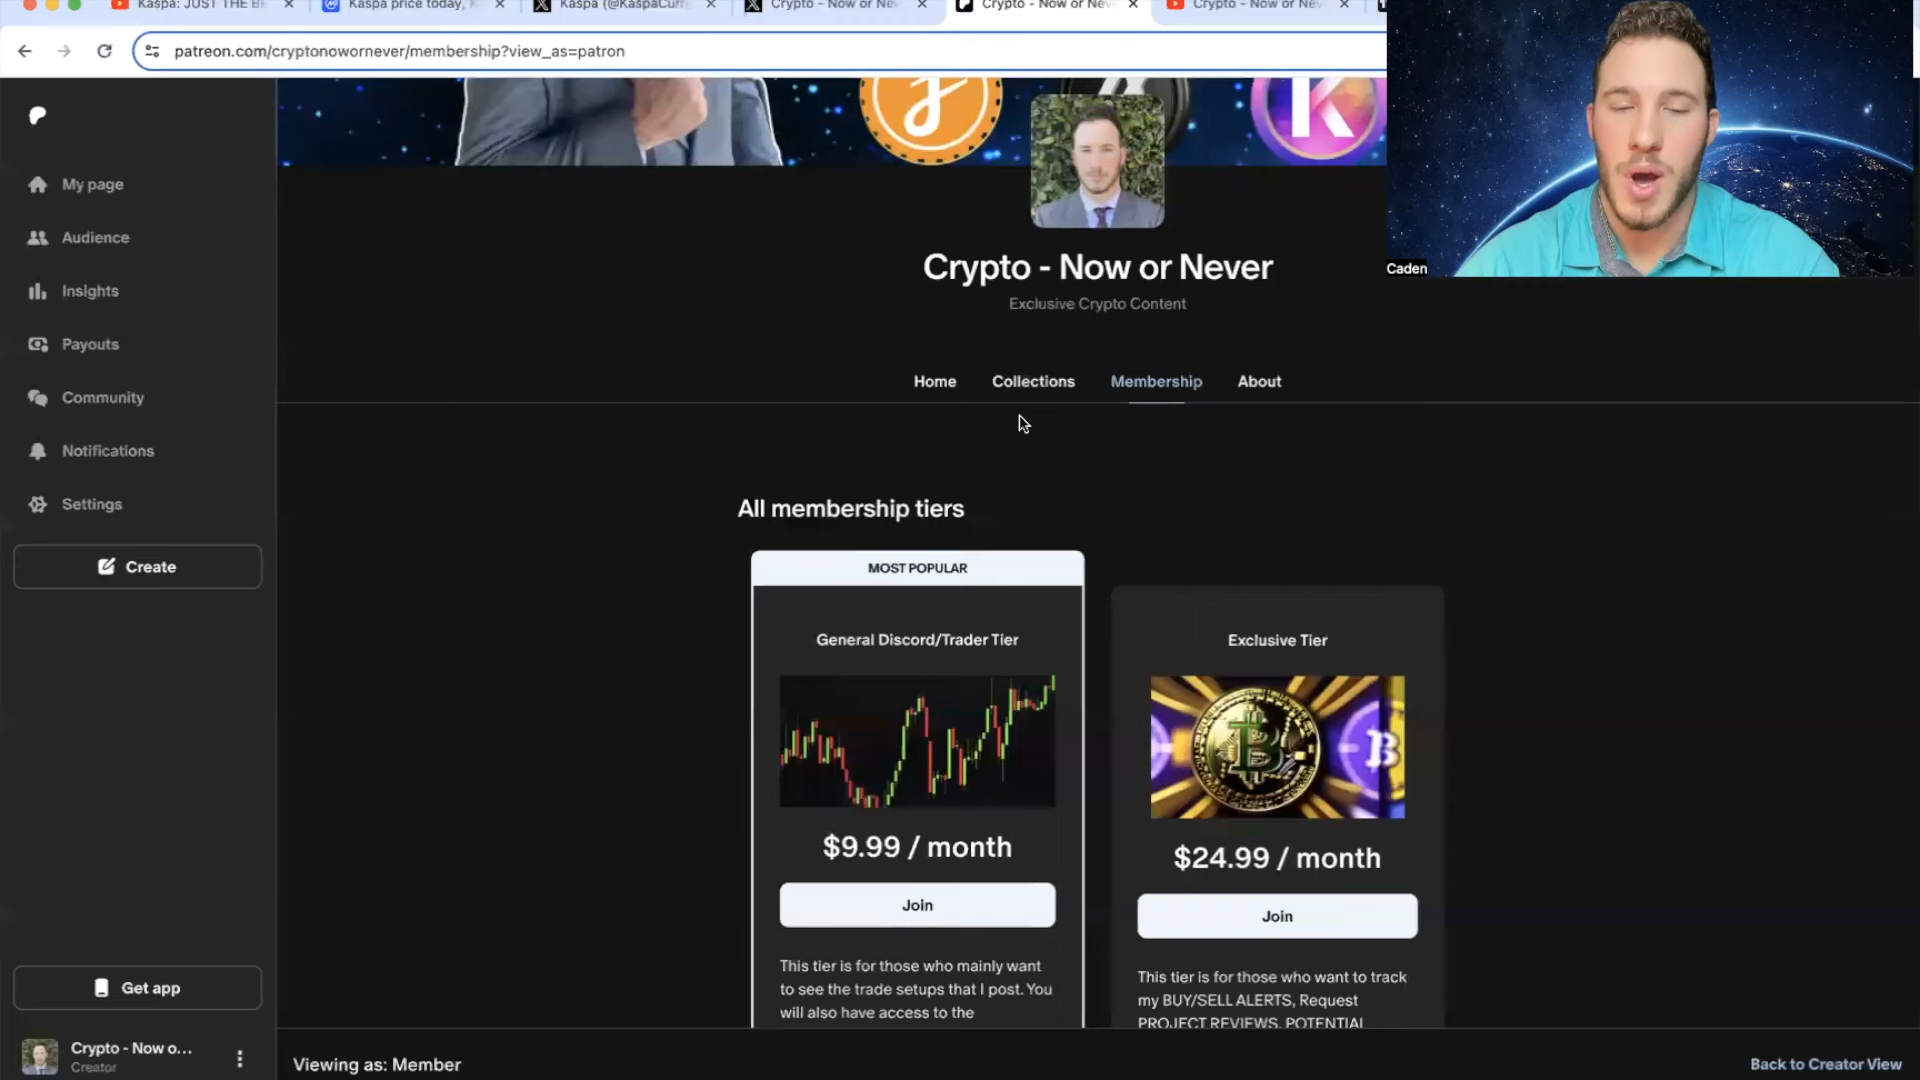 Kaspa: JUST THE BE
Kaspa price today, K
Kaspa (@KaspaCurre
Crypto - Now or Nev
Crypto - Now or Nev
Crypto - Now or Nev
patreon.com/cryptonowornever/membership?view_as=patron
My page
Audience
Insights
Payouts
Community
Notifications
Settings
Create
Get app
Crypto - Now o...
Creator
Caden
Crypto - Now or Never
Exclusive Crypto Content
Home
Collections
Membership
About
All membership tiers
MOST POPULAR
General Discord/Trader Tier
$9.99 / month
Join
This tier is for those who mainly want
to see the trade setups that I post. You
will also have access to the
Exclusive Tier
$24.99 / month
Join
This tier is for those who want to track
my BUY/SELL ALERTS, Request
PROJECT REVIEWS, POTENTIAL
Viewing as: Member
Back to Creator View